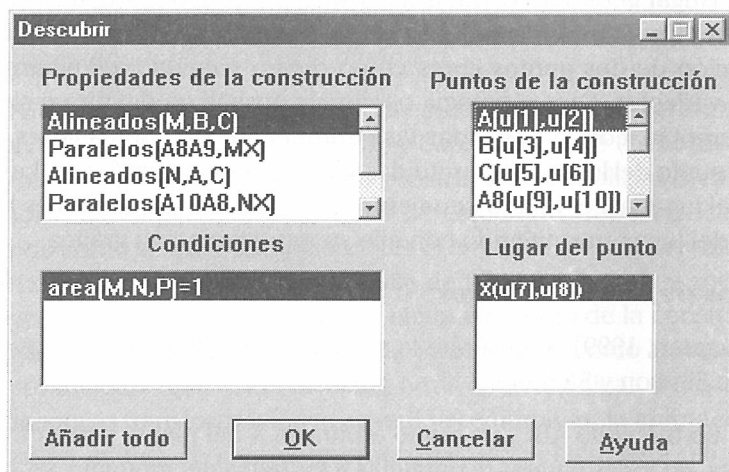 Descubrir
Propiedades de la construcción
Puntos de la construcción
Alineados(M,B,C)
Paralelos(A8A9,MX)
Alineados(N,A,C)
Paralelos(A10A8,NX)
A(u[1],u[2])
B(u[3],u[4])
C(u[5],u[6])
A8(u[9],u[10])
Condiciones
Lugar del punto
area(M,N,P)=1
X(u[7],u[8])
Añadir todo
OK
Cancelar
Ayuda